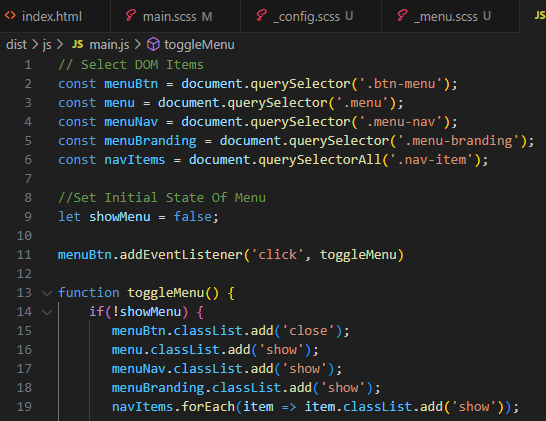 index.html main.scss M _config.scss U _menu.scss U JS
dist > js > JS main.js > toggleMenu
1 // Select DOM Items
2 const menuBtn = document.querySelector('.btn-menu');
3 const menu = document.querySelector('.menu');
4 const menuNav = document.querySelector('.menu-nav');
5 const menuBranding = document.querySelector('.menu-branding');
6 const navItems = document.querySelectorAll('.nav-item');
7
8 //Set Initial State Of Menu
9 let showMenu = false;
10
11 menuBtn.addEventListener('click', toggleMenu)
12
13 function toggleMenu() {
14 if(!showMenu) {
15 menuBtn.classList.add('close');
16 menu.classList.add('show');
17 menuNav.classList.add('show');
18 menuBranding.classList.add('show');
19 navItems.forEach(item => item.classList.add('show'));